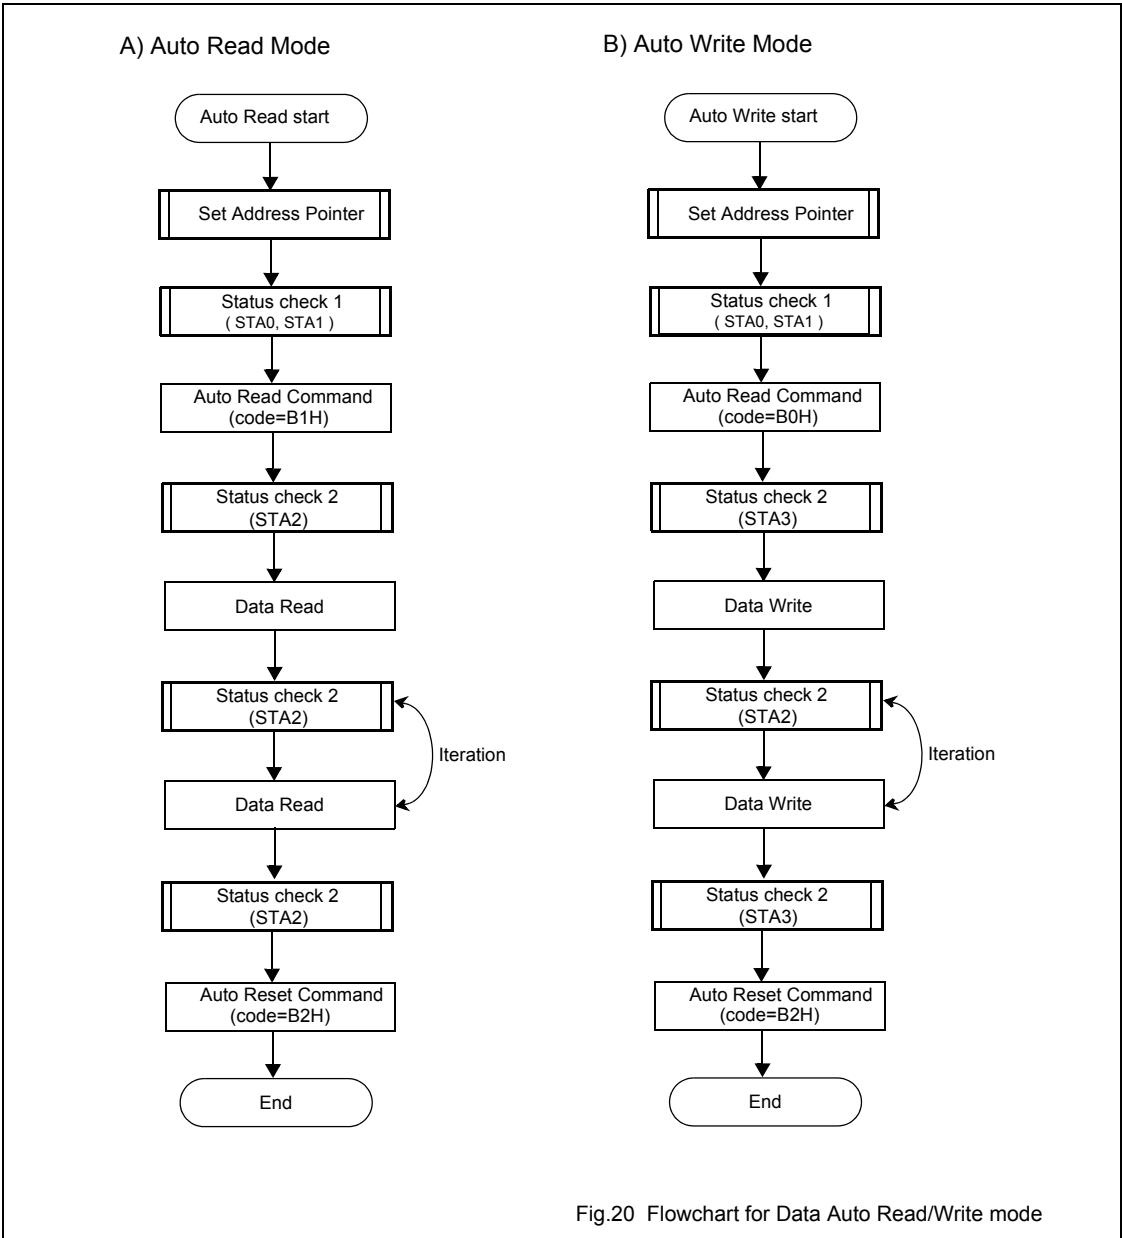 A) Auto Read Mode
Auto Read start
Set Address Pointer
Status check 1
( STA0, STA1 )
Auto Read Command
(code=B1H)
Status check 2
(STA2)
Data Read
Status check 2
(STA2)
Iteration
Data Read
Status check 2
(STA2)
Auto Reset Command
(code=B2H)
End
B) Auto Write Mode
Auto Write start
Set Address Pointer
Status check 1
( STA0, STA1 )
Auto Read Command
(code=B0H)
Status check 2
(STA3)
Data Write
Status check 2
(STA2)
Iteration
Data Write
Status check 2
(STA3)
Auto Reset Command
(code=B2H)
End
Fig.20 Flowchart for Data Auto Read/Write mode